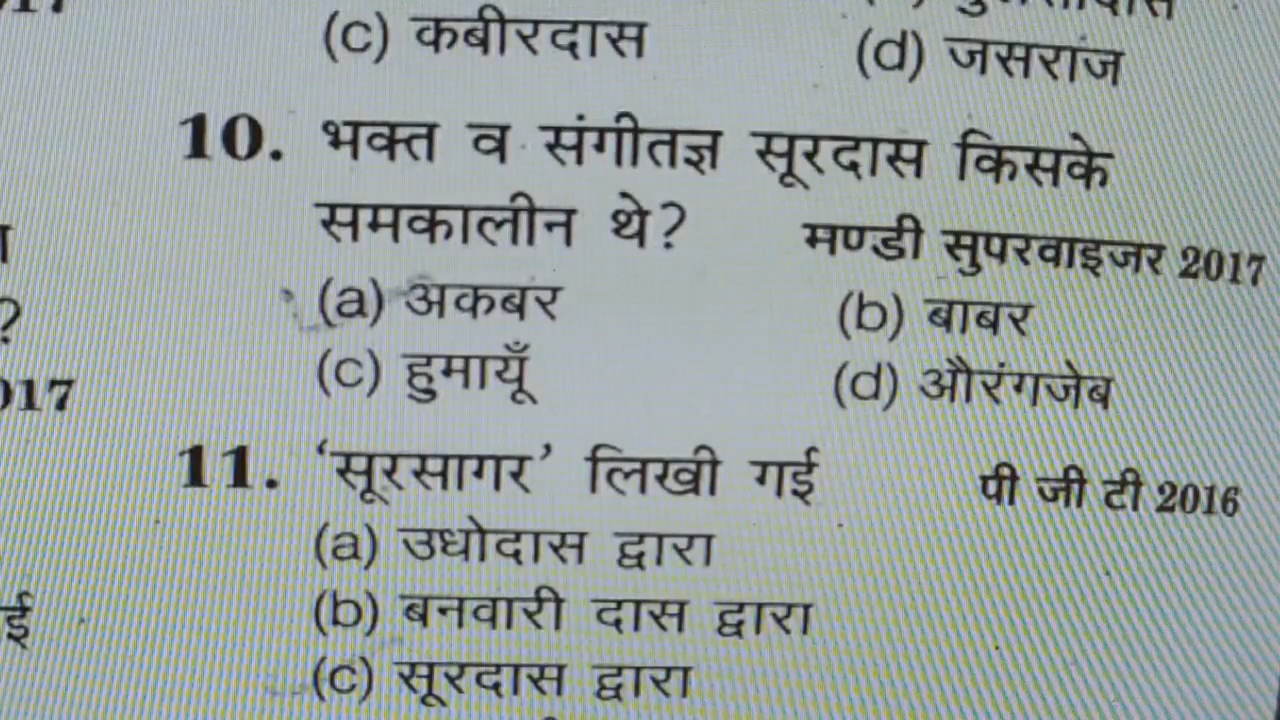 (c) कबीरदास (d) जसराज
10. भक्त व संगीतज्ञ सूरदास किसके
समकालीन थे? मण्डी सुपरवाइजर 2017
(a) अकबर (b) बाबर
?
(c) हुमायूँ (d) औरंगजेब
017
11. 'सूरसागर' लिखी गई पी जी टी 2016
(a) उधोदास द्वारा
(b) बनवारी दास द्वारा
ई
(c) सूरदास द्वारा